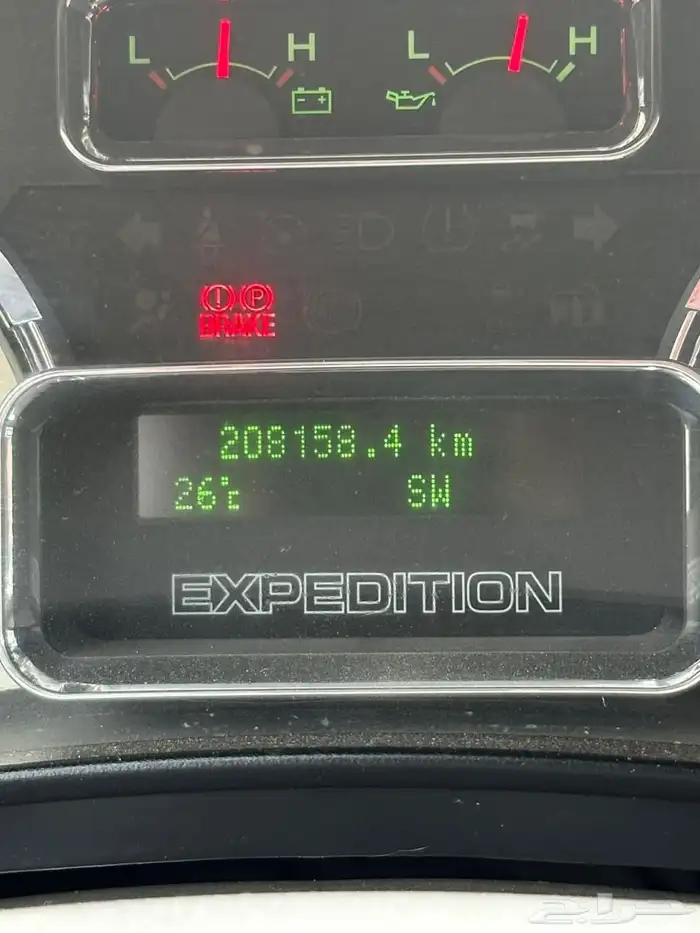 L H L H
BRAKE
208158.4 km
26°C SW
EXPEDITION
حراج